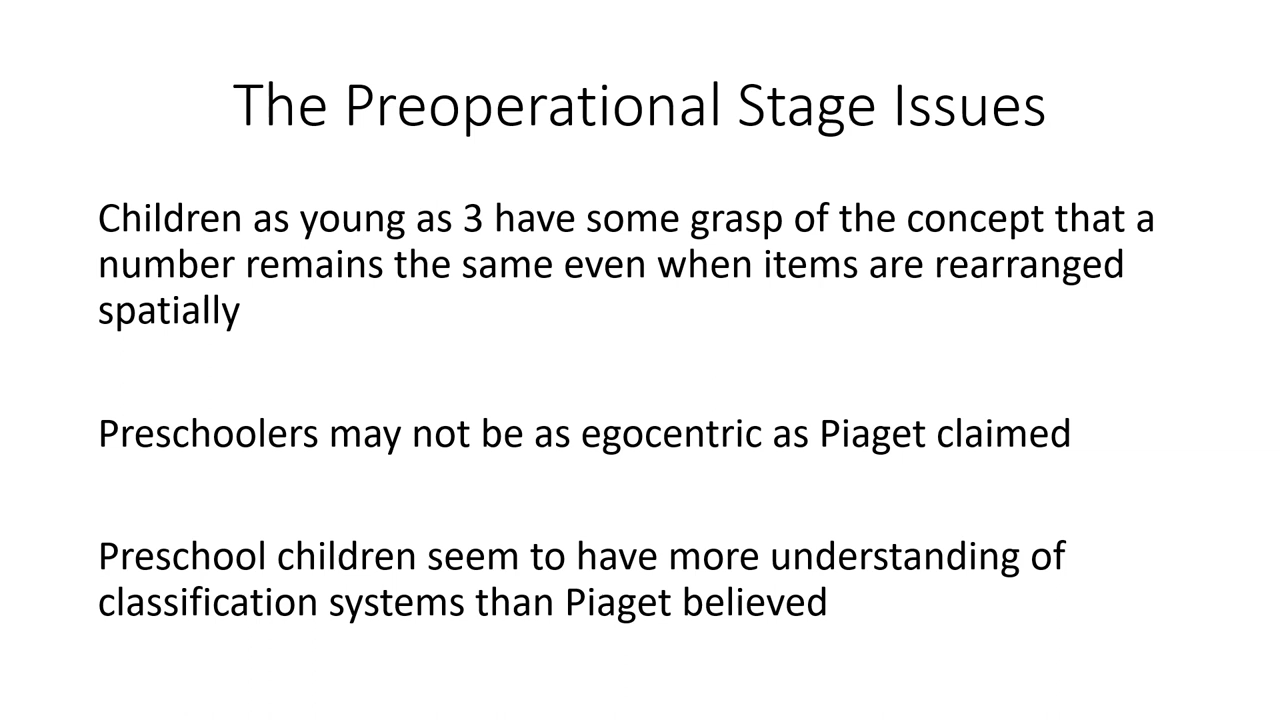 The Preoperational Stage Issues
Children as young as 3 have some grasp of the concept that a
number remains the same even when items are rearranged
spatially
Preschoolers may not be as egocentric as Piaget claimed
Preschool children seem to have more understanding of
classification systems than Piaget believed